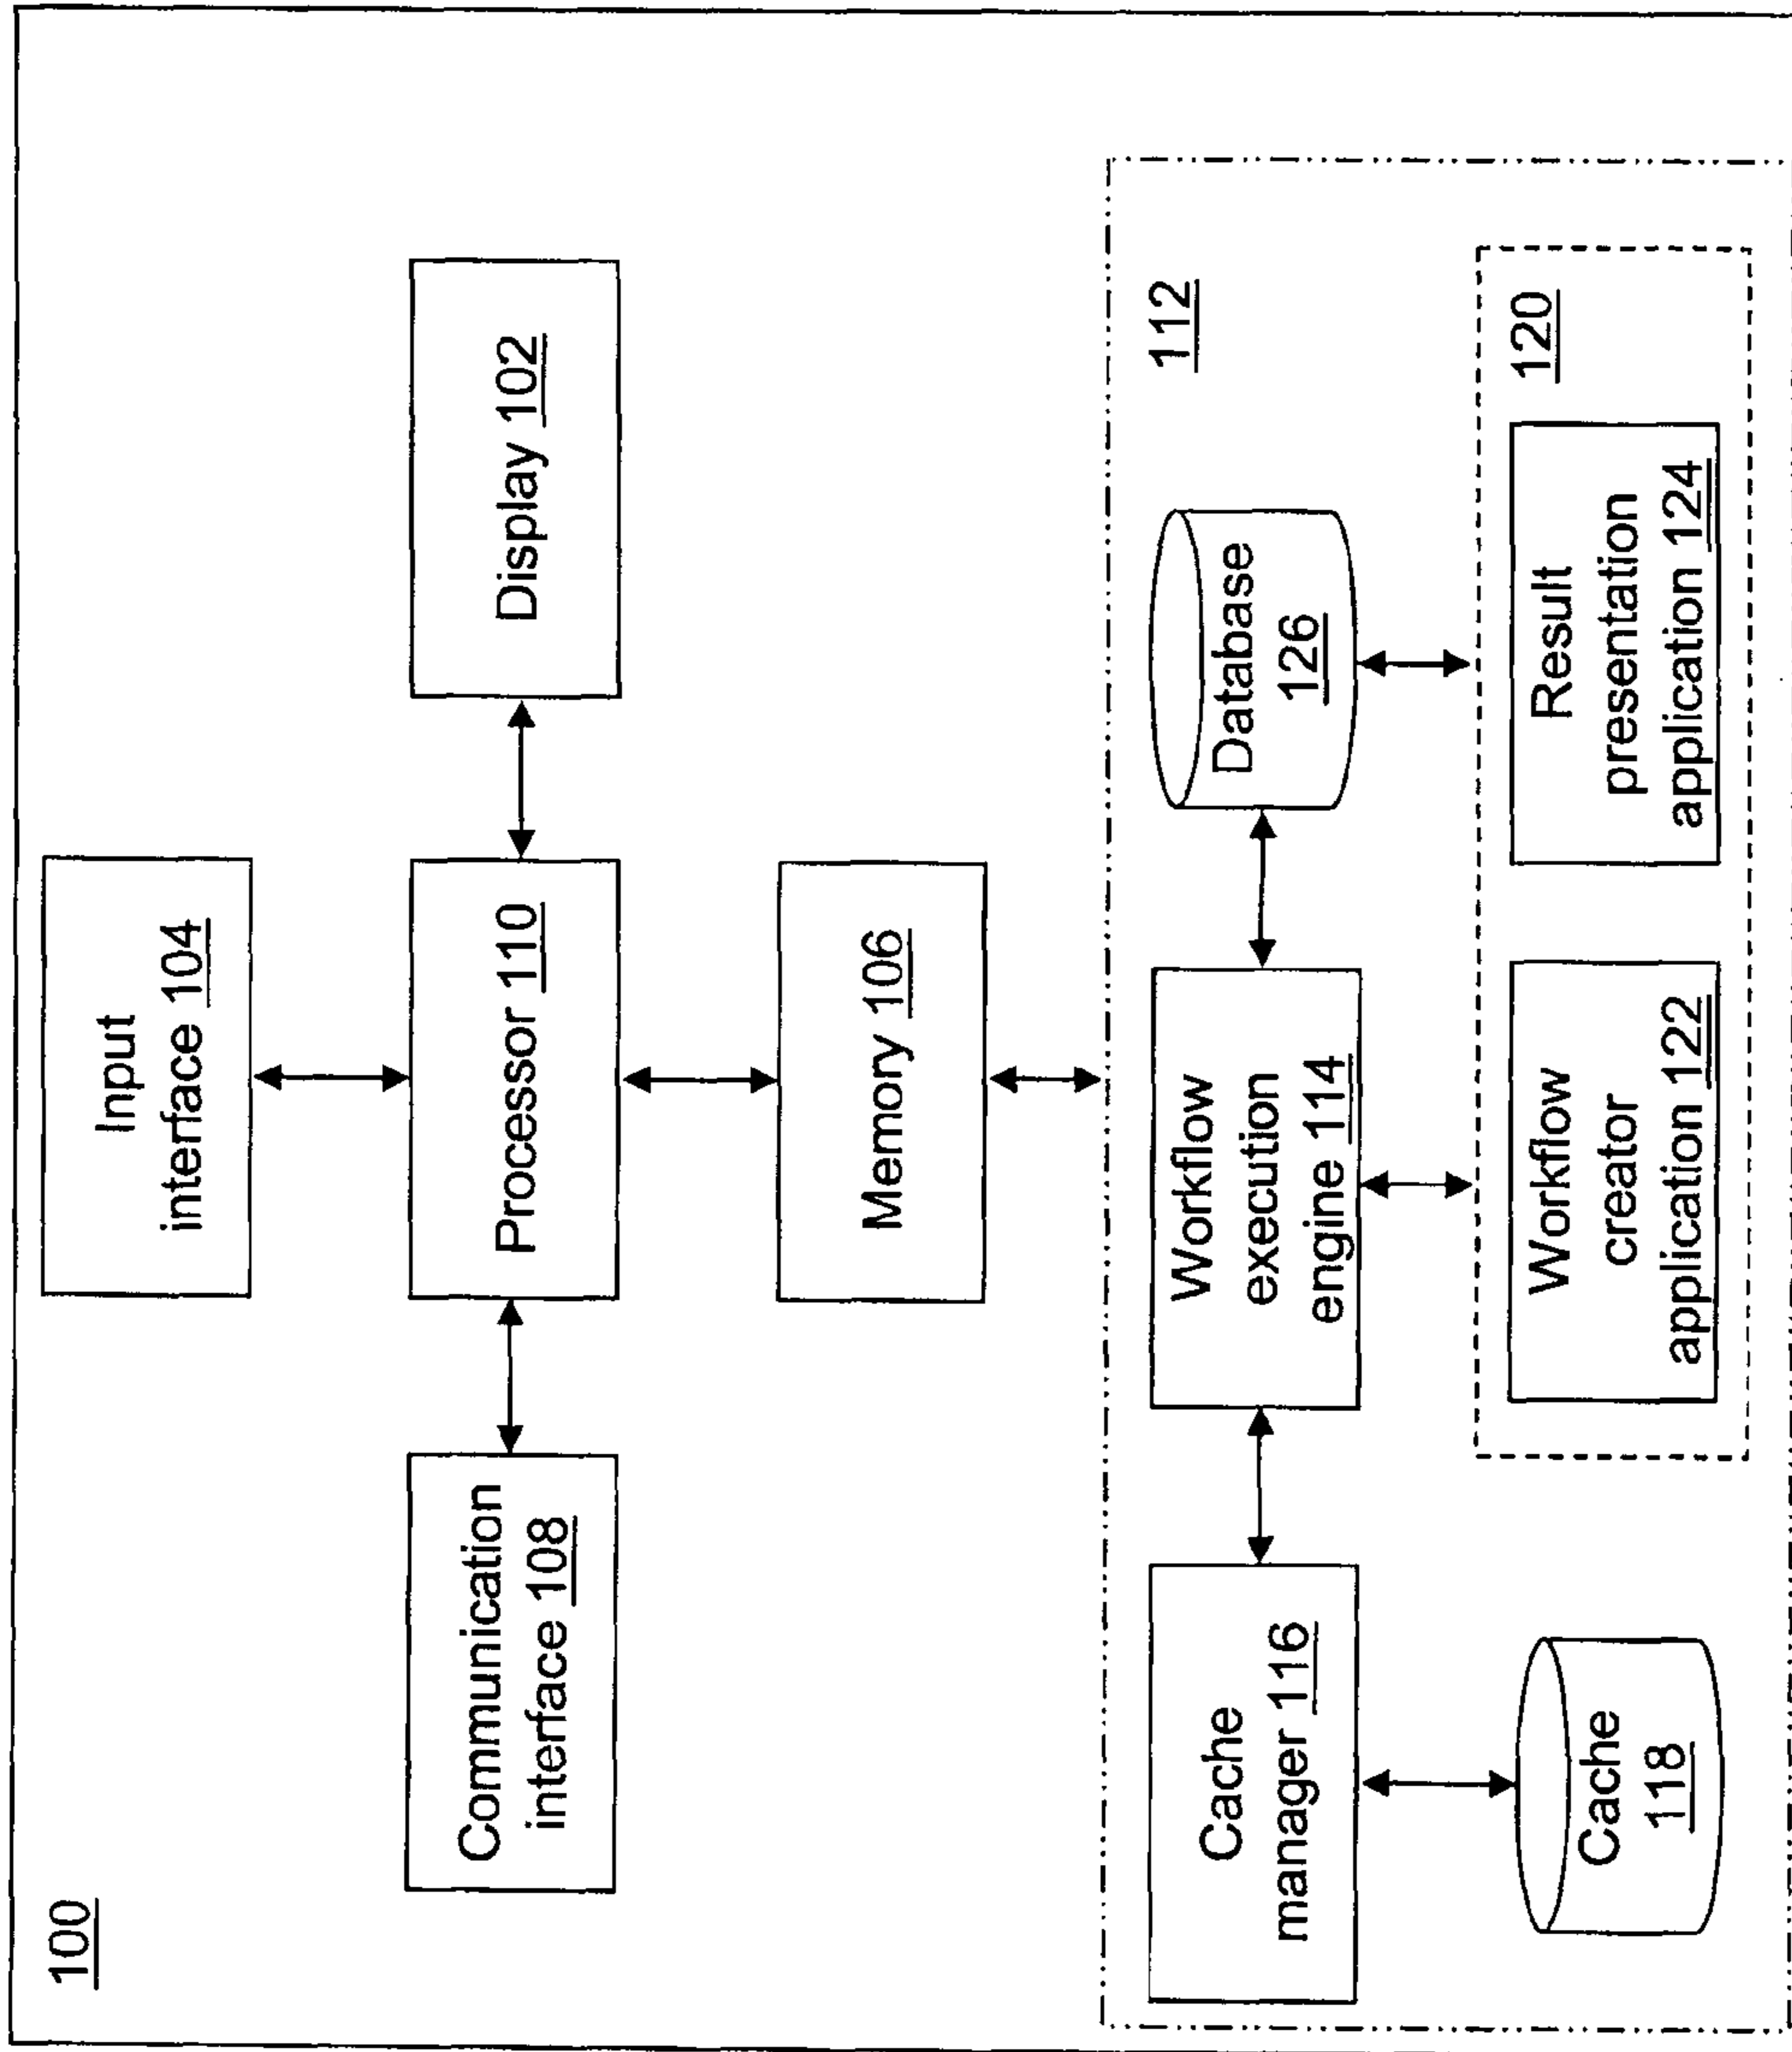 100
Input
interface 104
Communication
interface 108
Processor 110
Display 102
Memory 106
112
Cache
manager 116
Workflow
execution
engine 114
Database
126
Cache
118
120
Workflow
creator
application 122
Result
presentation
application 124